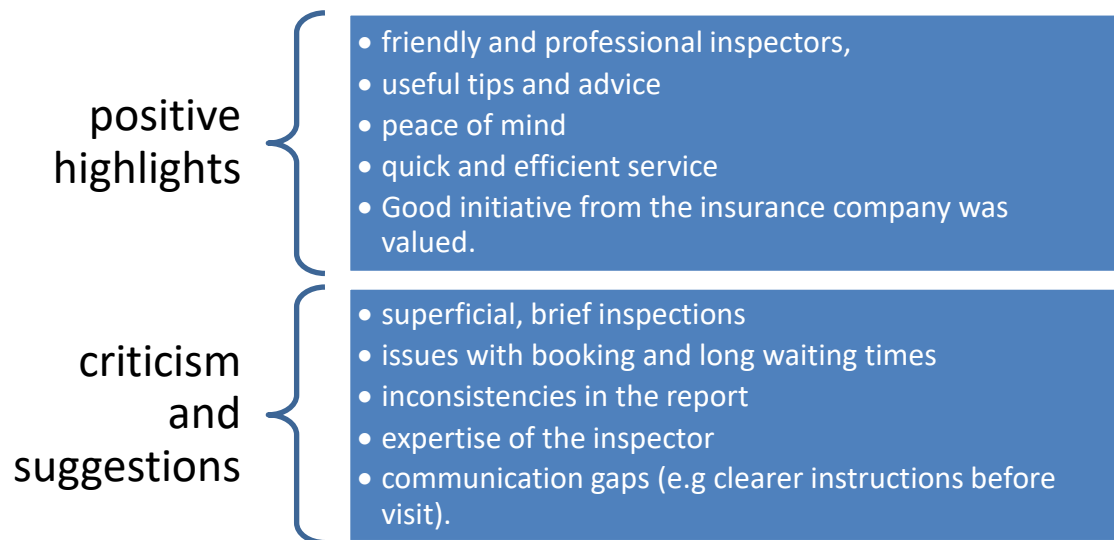 positive
highlights
• friendly and professional inspectors,
• useful tips and advice
• peace of mind
• quick and efficient service
• Good initiative from the insurance company was
valued.
criticism
and
suggestions
• superficial, brief inspections
• issues with booking and long waiting times
• inconsistencies in the report
• expertise of the inspector
• communication gaps (e.g clearer instructions before
visit).